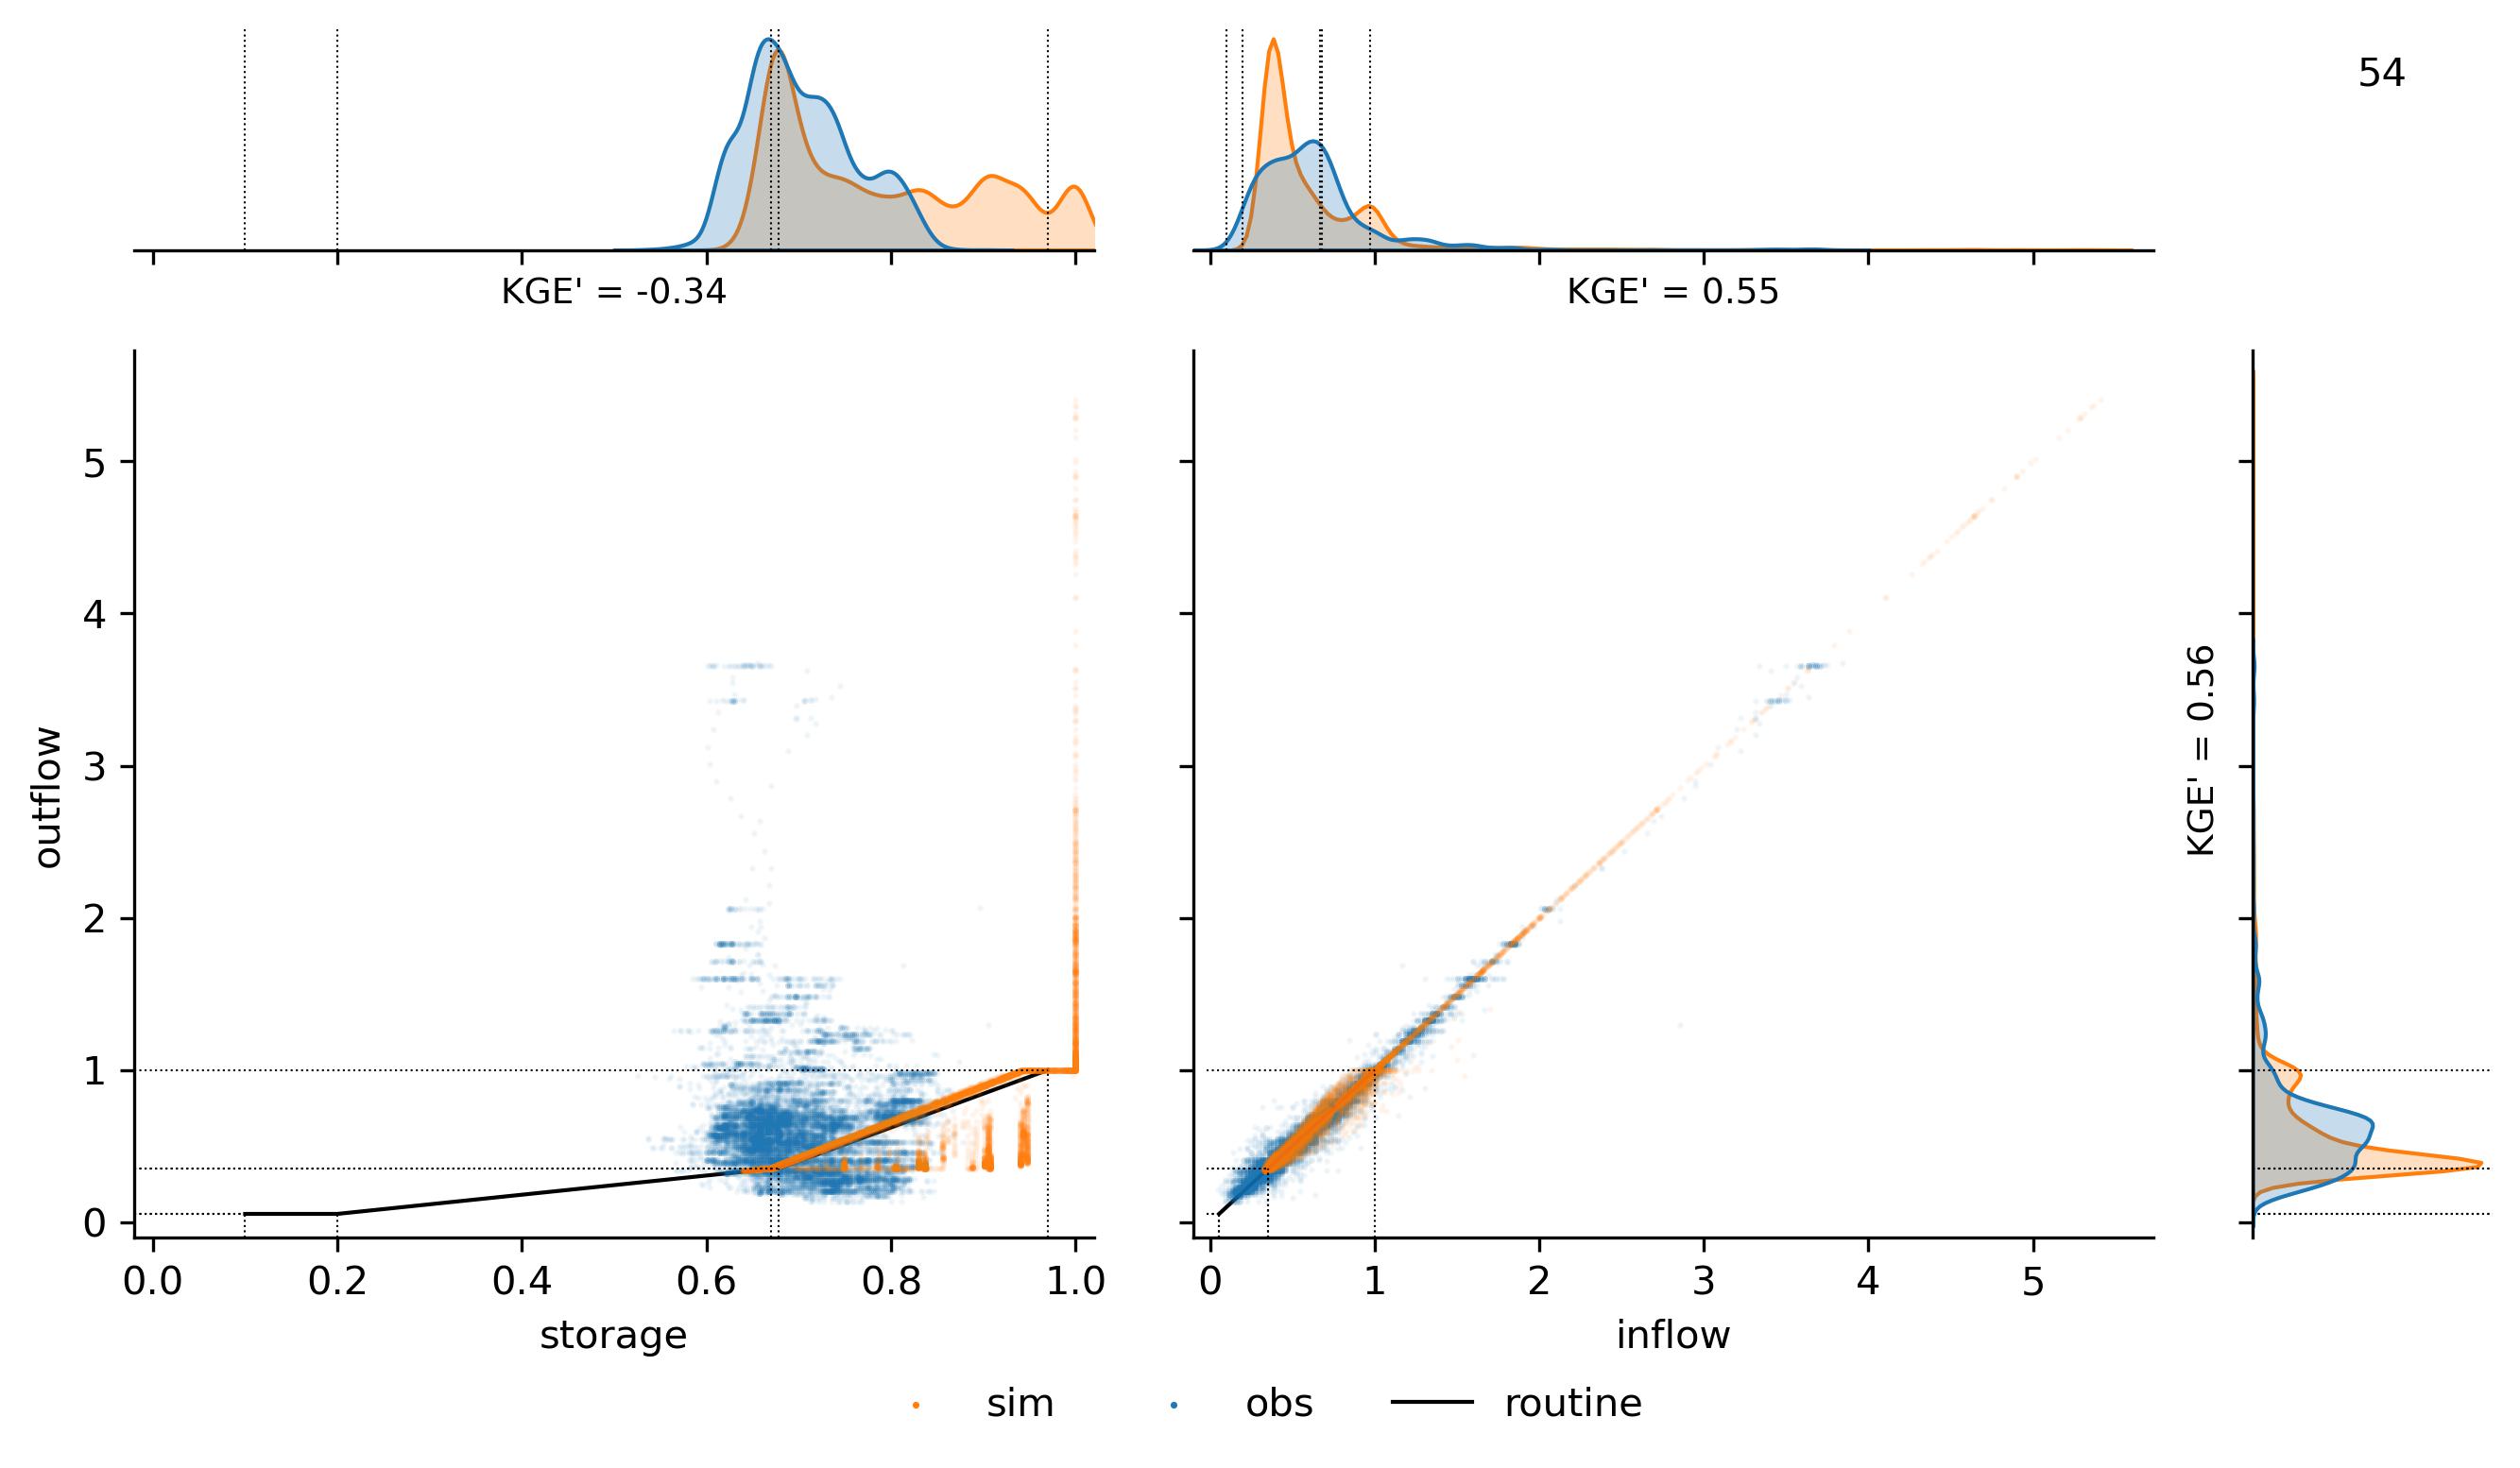 54
KGE' = -0.34
KGE' = 0.55
outflow
5
4
3
2
1
0
KGE' = 0.56
0.0 0.2 0.4 0.6 0.8 1.0
storage
0 1 2 3 4 5
inflow
sim obs routine